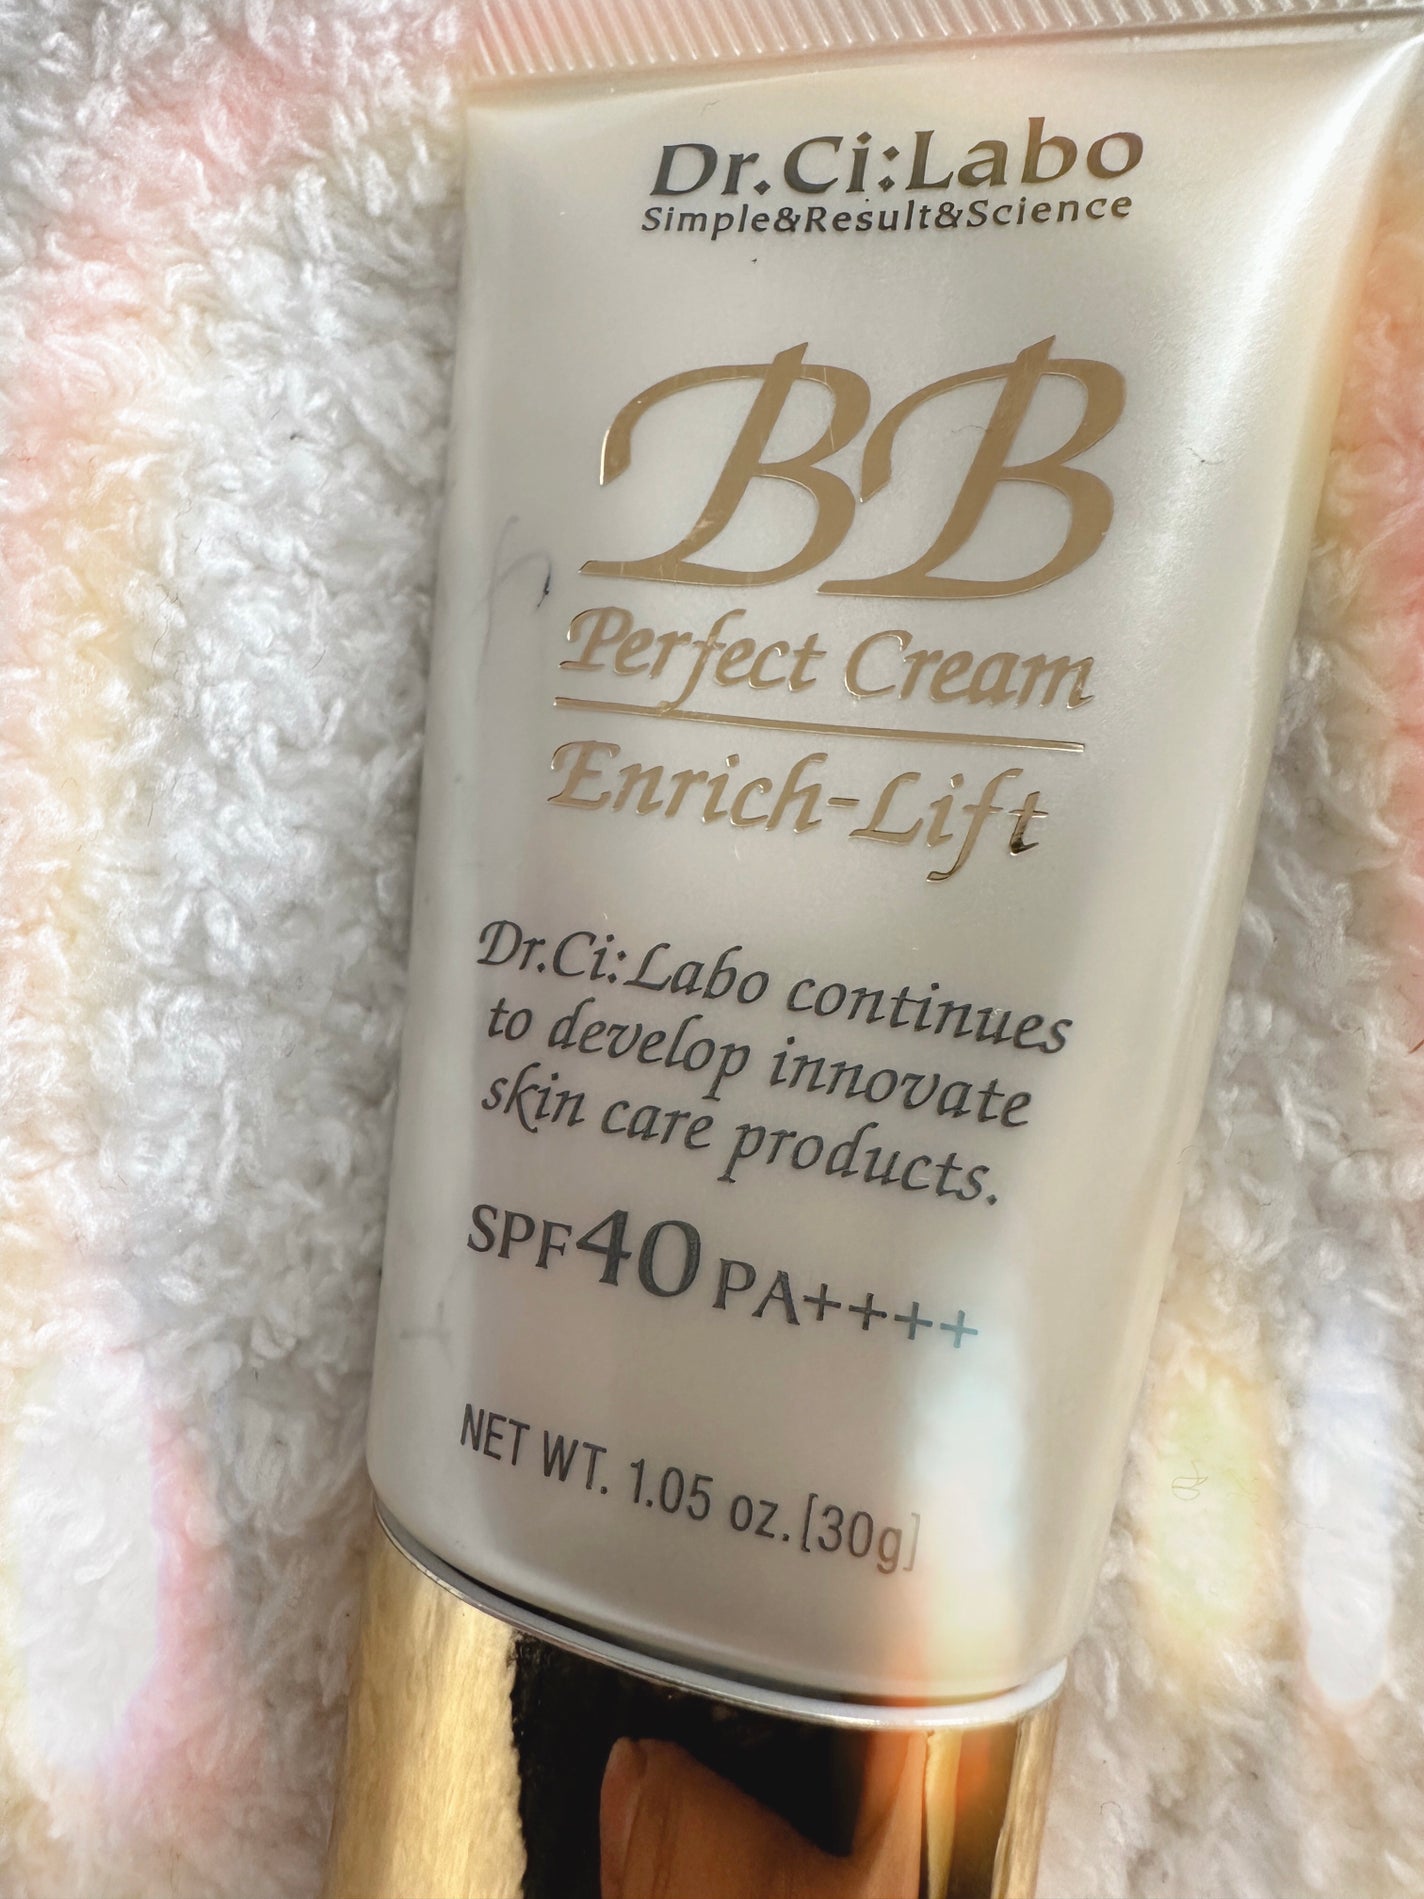 Dr.Ci:Labo
Simple&Result&Science
BB
Perfect Cream
Enrich-Lift
Dr.Ci:Labo continues
to develop innovate
skin care products.
SPF40 PA++++
NET WT. 1.05 oz.[30g]